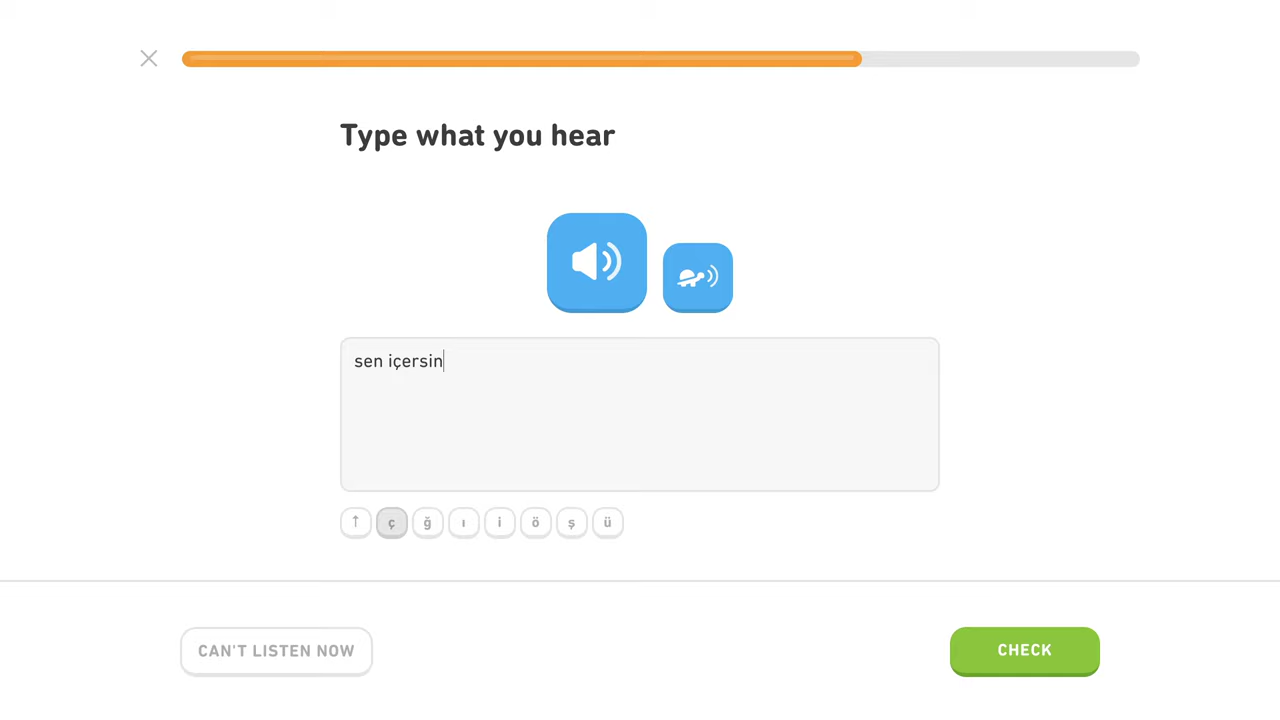 Type what you hear
sen içersin
↑ ç ğ ı i ö ş ü
CAN'T LISTEN NOW
CHECK